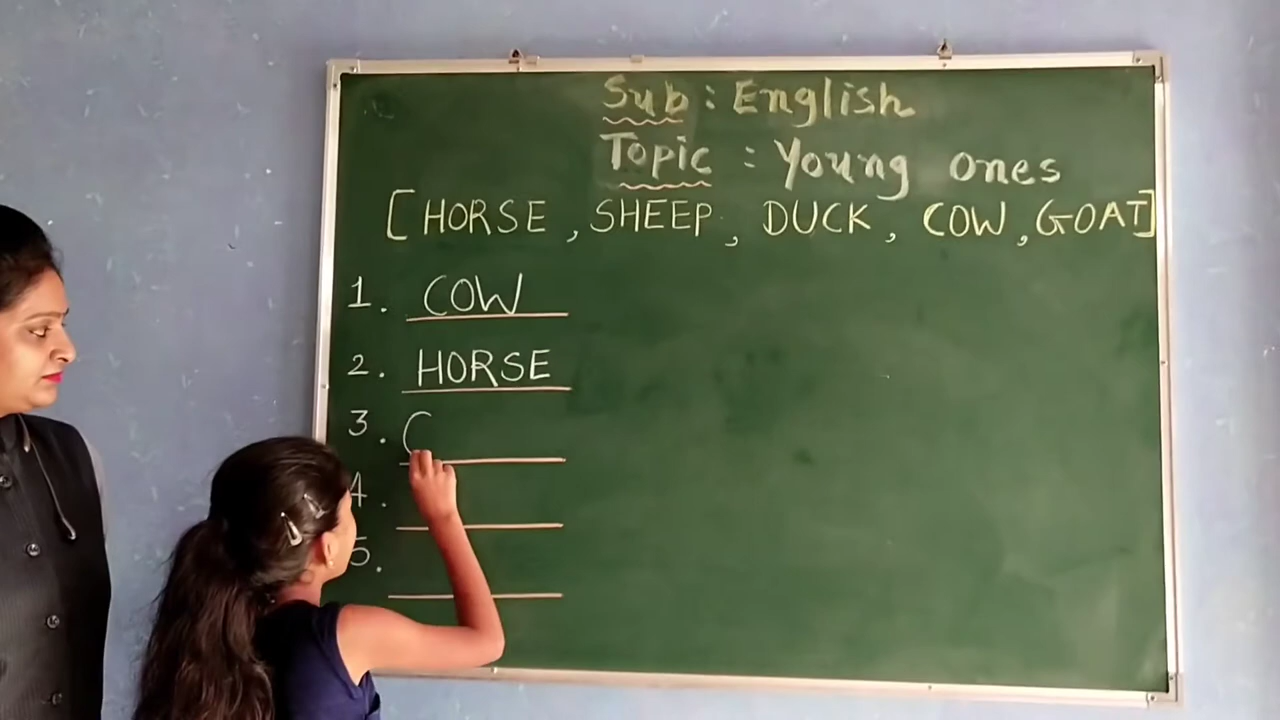 Sub : English
Topic : Young ones
[HORSE , SHEEP , DUCK , COW , GOAT]
1. COW
2. HORSE
3. C
4.
5.